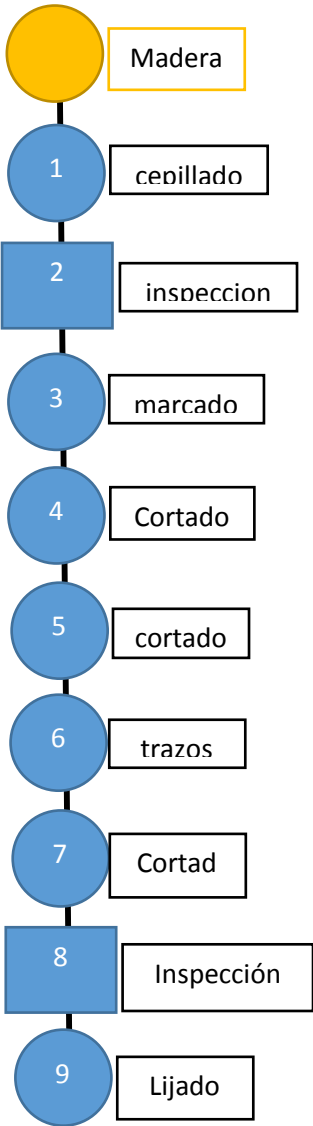 Madera
1
cepillado
2
inspeccion
3
marcado
4
Cortado
5
cortado
6
trazos
7
Cortad
8
Inspección
9
Lijado